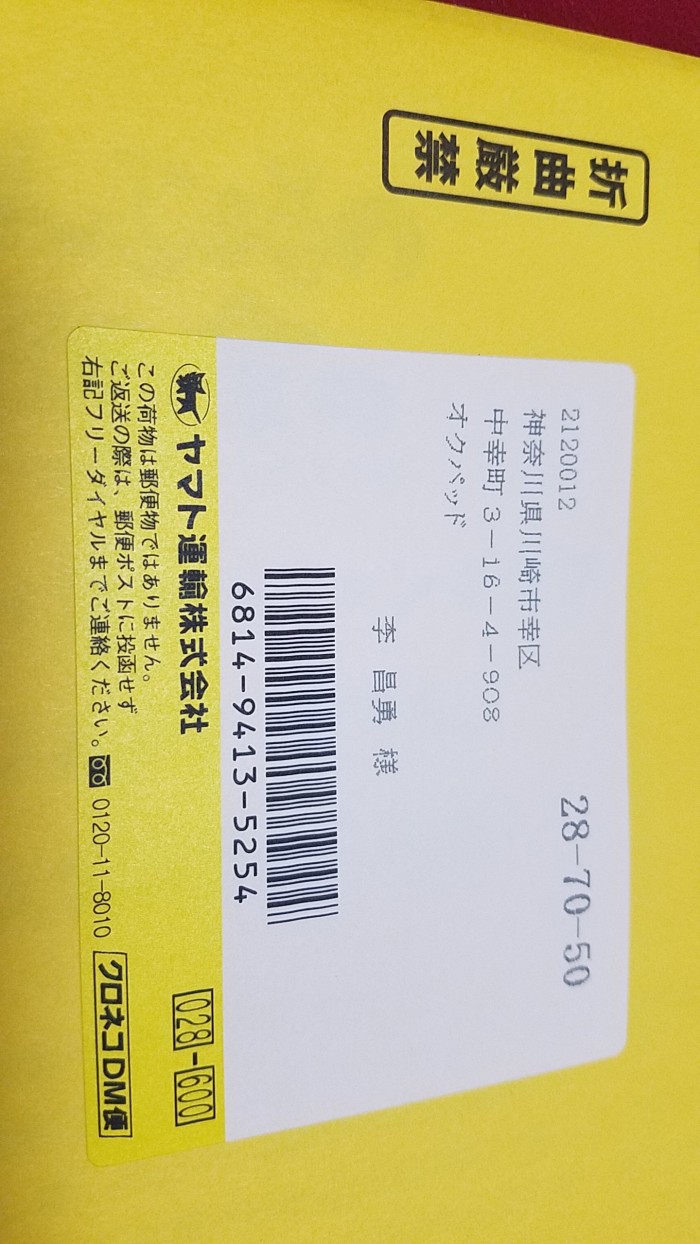 折曲厳禁
2120012
28-70-50
神奈川県川崎市幸区
中幸町3-16-4-908
オクパッド
李 昌勇 様
6814-9413-5254
ヤマト運輸株式会社
028-600
この荷物は郵便物ではありません。
ご返送の際は、郵便ポストに投函せず
右記フリーダイヤルまでご連絡ください。 0120-11-8010 クロネコDM便